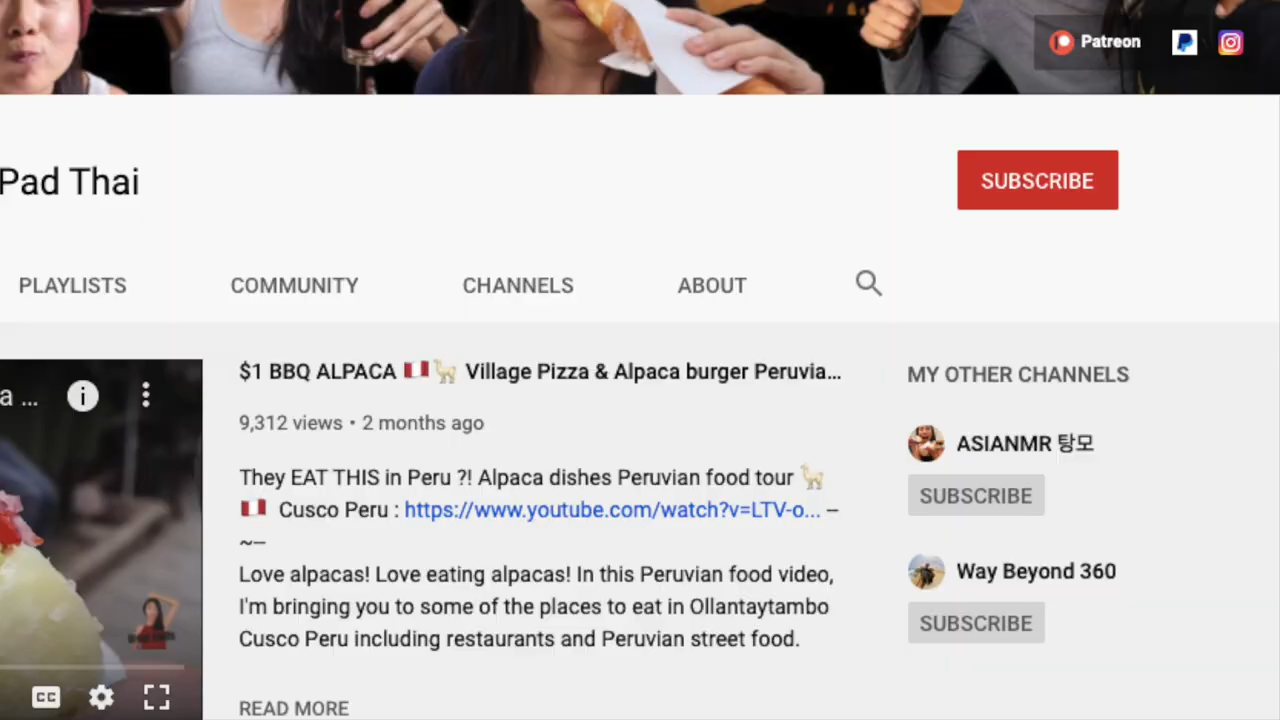 Patreon
Pad Thai
SUBSCRIBE
PLAYLISTS
COMMUNITY
CHANNELS
ABOUT
a ...
$1 BBQ ALPACA 🇵🇪🦙 Village Pizza & Alpaca burger Peruvia...
9,312 views • 2 months ago
They EAT THIS in Peru ?! Alpaca dishes Peruvian food tour 🦙
🇵🇪 Cusco Peru : https://www.youtube.com/watch?v=LTV-o... –
~–
Love alpacas! Love eating alpacas! In this Peruvian food video,
I'm bringing you to some of the places to eat in Ollantaytambo
Cusco Peru including restaurants and Peruvian street food.
READ MORE
CC
MY OTHER CHANNELS
ASIANMR 탕모
SUBSCRIBE
Way Beyond 360
SUBSCRIBE